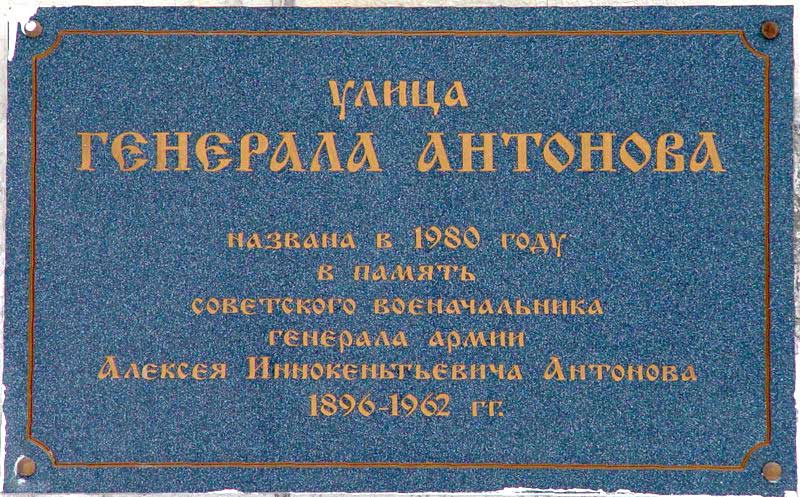 улица
ГЕНЕРАЛА АНТОНОВА
названа в 1980 году
в память
советского военачальника
генерала армии
Алексея Иннокентьевича Антонова
1896-1962 гг.